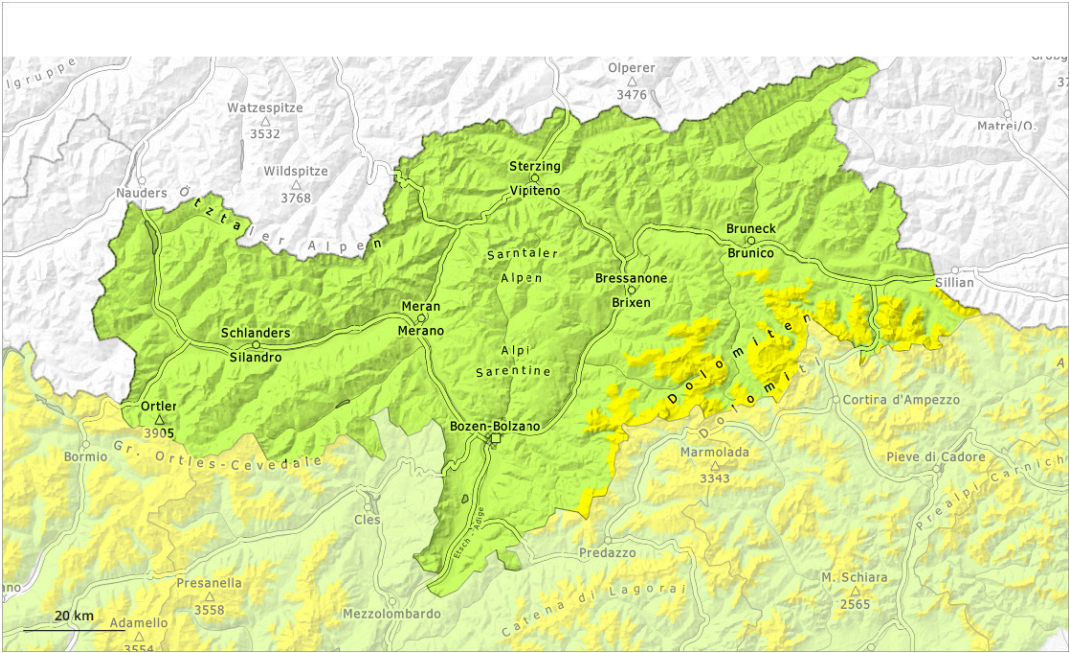 Olperer
3476
Watzespitze
3532
Matrei/O.
Wildspitze
3768
Sterzing
Vipiteno
Nauders
Ötztaler Alpen
Bruneck
Brunico
Sarntaler
Alpen
Bressanone
Brixen
Sillian
Meran
Merano
Schlanders
Silandro
Alpi
Sarentine
Dolomiten
Dolomiti
Ortler
3905
Cortina d'Ampezzo
Bozen-Bolzano
Gr. Ortles-Cevedale
Bormio
Marmolada
3343
Pieve di Cadore
Prealpi Carnich
Cles
Etsch - Adige
Predazzo
Presanella
3558
M. Schiara
2565
Catena di Lagorai
Mezzolombardo
20 km
Adamello
3554